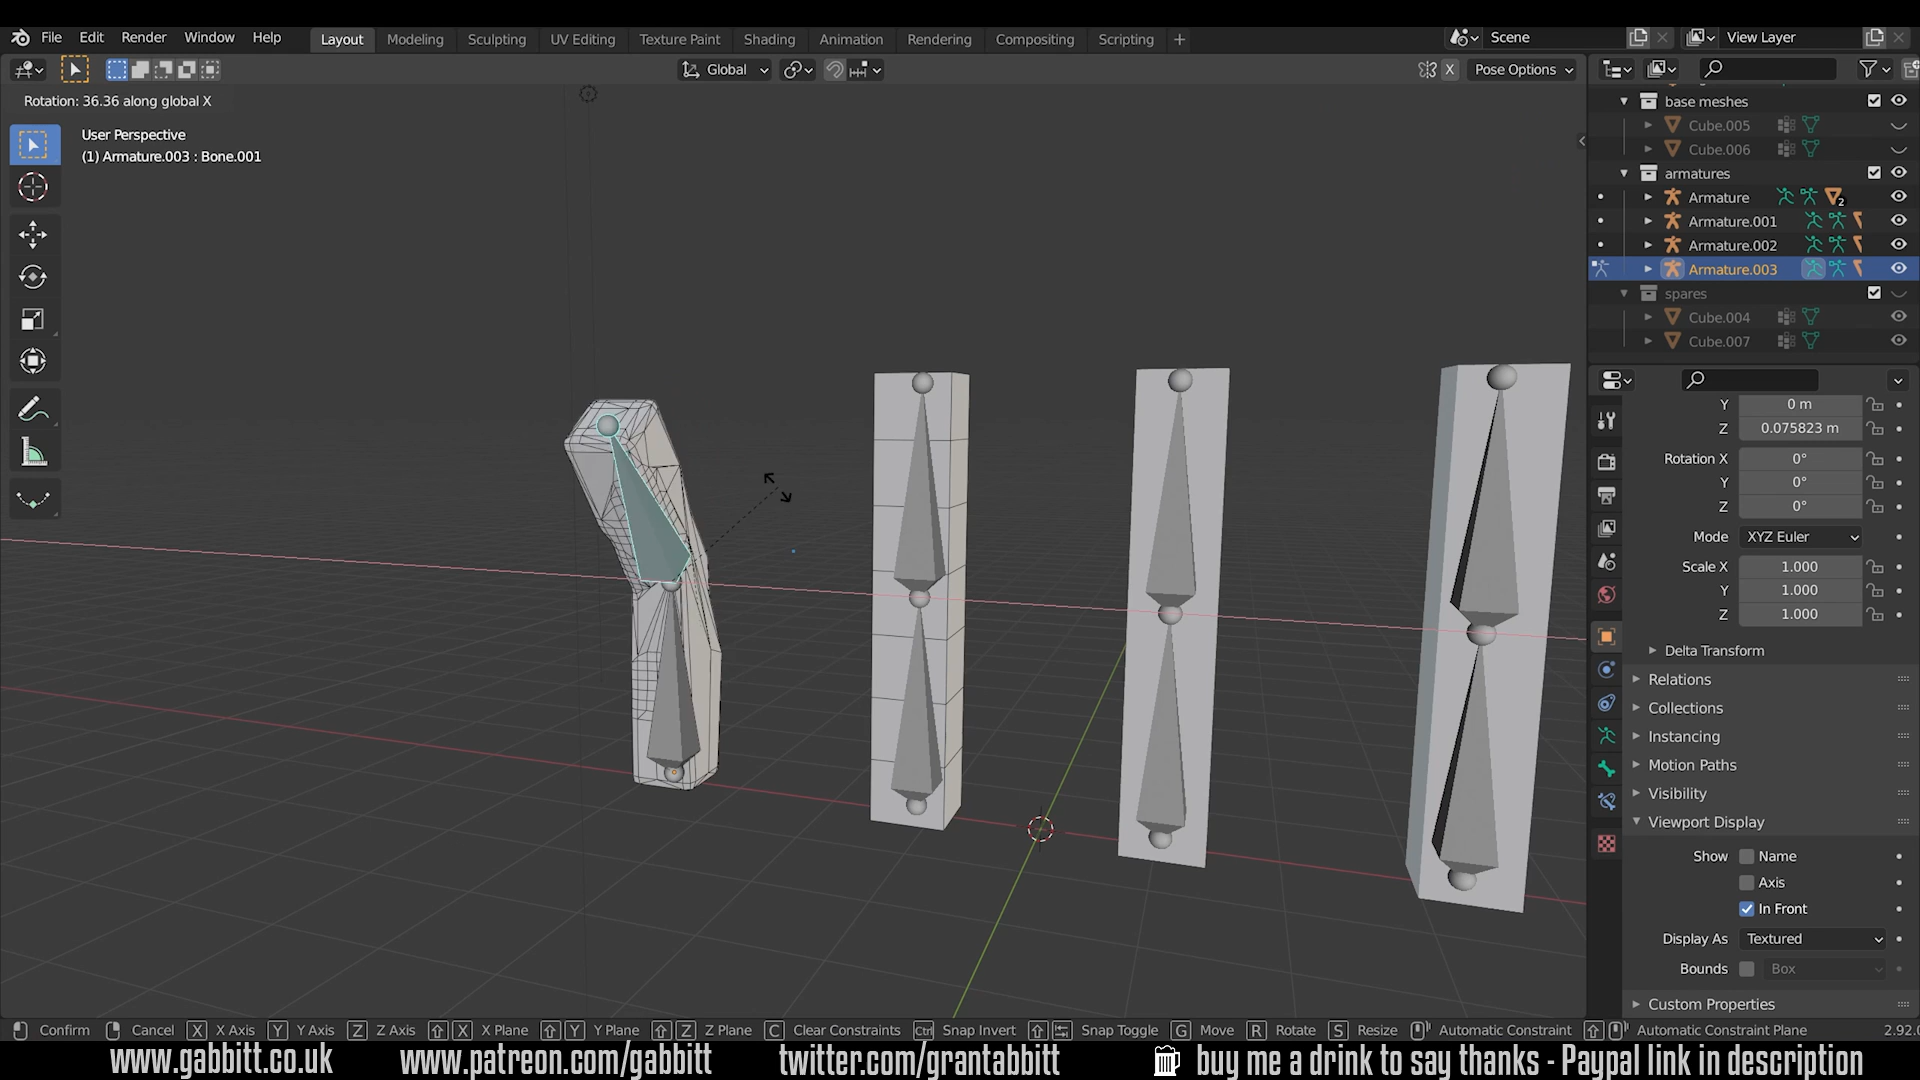 File Edit Render Window Help Layout Modeling Sculpting UV Editing Texture Paint Shading Animation Rendering Compositing Scripting + Scene View Layer
Global X Pose Options
Rotation: 36.36 along global X
User Perspective
(1) Armature.003 : Bone.001
base meshes
Cube.005
Cube.006
armatures
Armature 2
Armature.001
Armature.002
Armature.003
spares
Cube.004
Cube.007
Y 0 m
Z 0.075823 m
Rotation X 0°
Y 0°
Z 0°
Mode XYZ Euler
Scale X 1.000
Y 1.000
Z 1.000
Delta Transform
Relations
Collections
Instancing
Motion Paths
Visibility
Viewport Display
Show Name
Axis
In Front
Display As Textured
Bounds Box
Custom Properties
Confirm Cancel X X Axis Y Y Axis Z Z Axis X X Plane Y Y Plane Z Z Plane C Clear Constraints Ctrl Snap Invert Snap Toggle G Move R Rotate S Resize Automatic Constraint Automatic Constraint Plane 2.92.0
www.gabbitt.co.uk www.patreon.com/gabbitt twitter.com/grantabbitt buy me a drink to say thanks - Paypal link in description